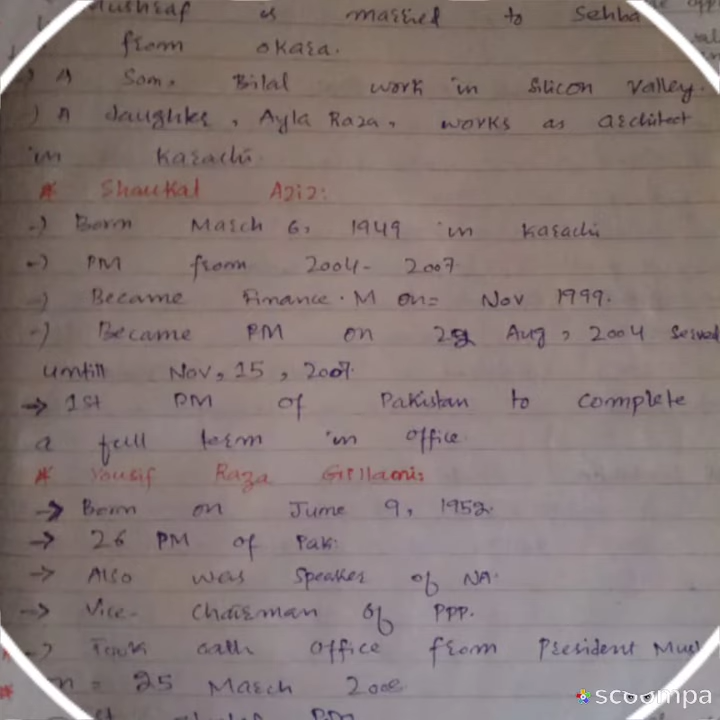 Mushraf is married to Sehba
from okara.
-) A Son, Bilal work in Silicon valley.
-) A daughter, Ayla Raza, works as architect
in Karachi.
* Shaukat Aziz:
-) Born March 6, 1949 in Karachi
-) PM from 2004- 2007
-) Became Finance.M on= Nov 1999.
-) Became PM on 28 Aug, 2004 served
untill Nov, 15, 2007.
→ 1st PM of Pakistan to complete
a full term in office.
* Yousif Raza Gillani:
→ Born on June 9, 1952.
→ 26 PM of Pak:
→ Also was Speaker of NA.
→ Vice- Chairman of PPP.
-) Took oath office from President
on = 25 March 2008
PM
scoompa